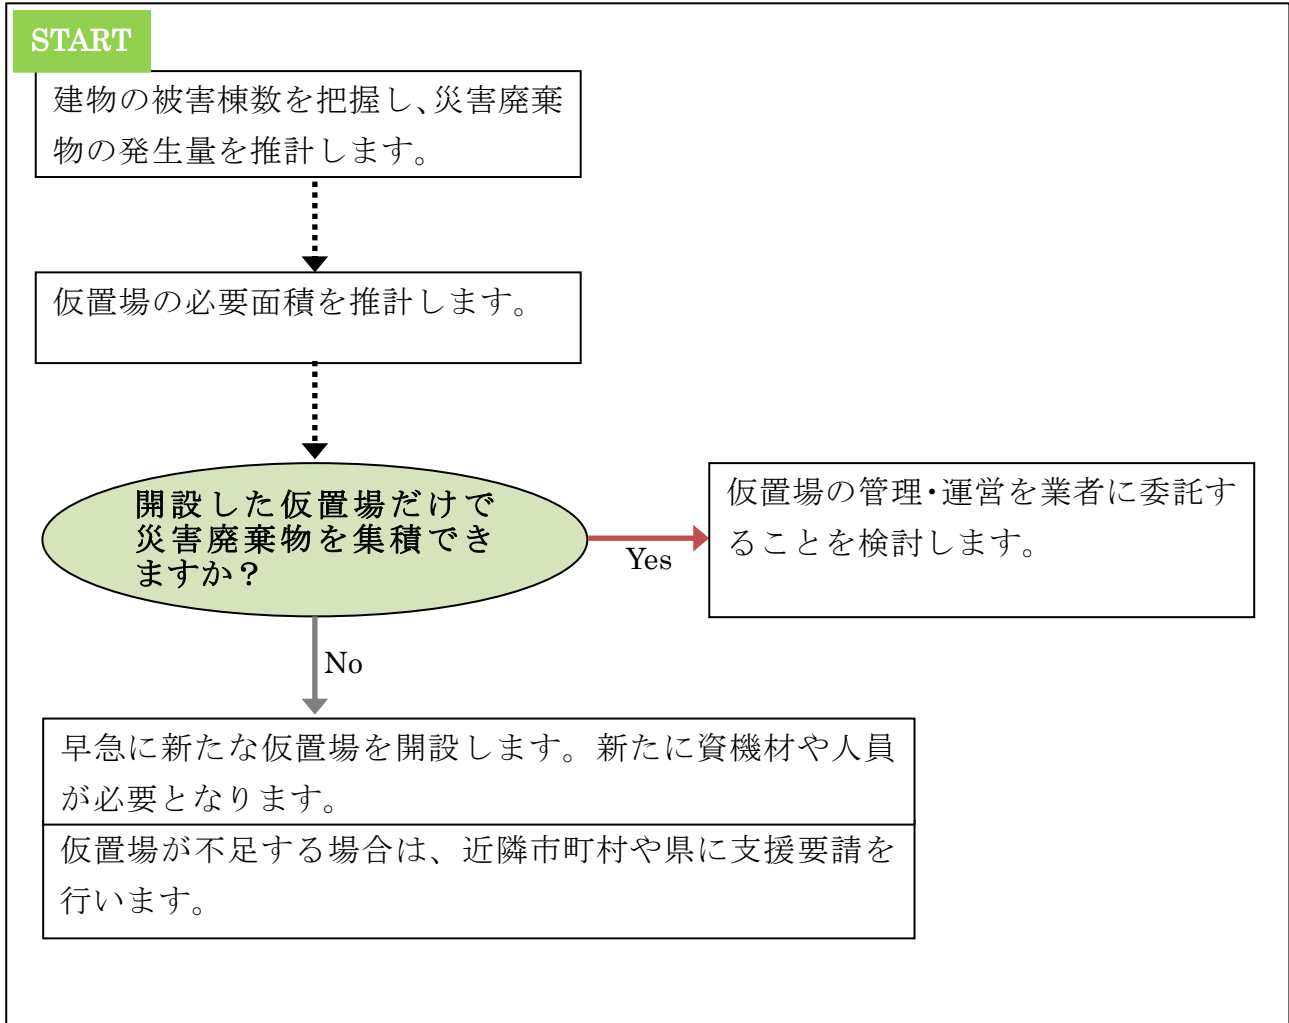 START
建物の被害棟数を把握し、災害廃棄
物の発生量を推計します。
仮置場の必要面積を推計します。
開設した仮置場だけで
災害廃棄物を集積でき
ますか？
Yes
仮置場の管理・運営を業者に委託す
ることを検討します。
No
早急に新たな仮置場を開設します。新たに資機材や人員
が必要となります。
仮置場が不足する場合は、近隣市町村や県に支援要請を
行います。